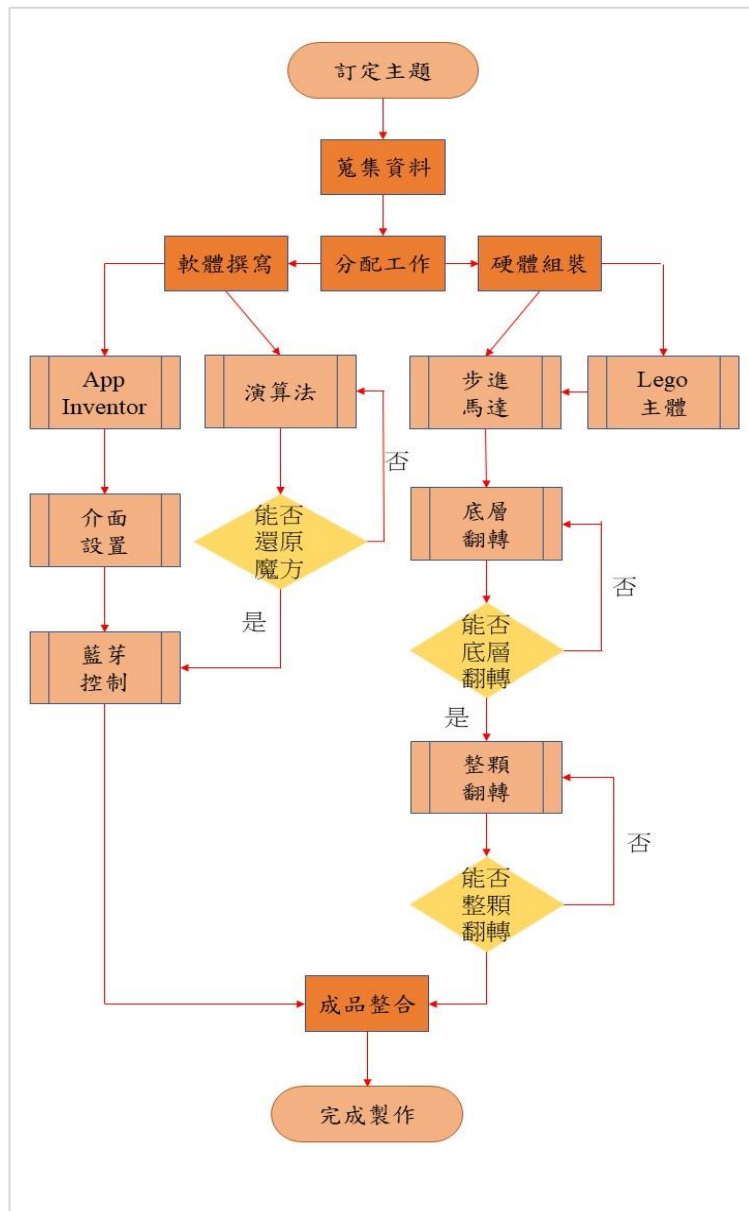 訂定主題
蒐集資料
軟體撰寫
分配工作
硬體組裝
App
Inventor
演算法
步進
馬達
Lego
主體
否
介面
設置
能否
還原
魔方
底層
翻轉
否
是
藍芽
控制
能否
底層
翻轉
是
整顆
翻轉
否
能否
整顆
翻轉
成品整合
完成製作